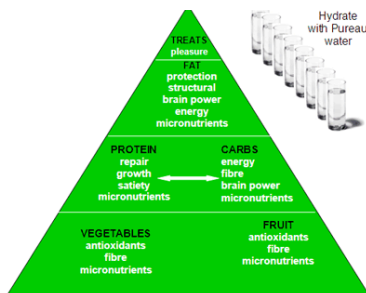 Hydrate
with Pureau
water
TREATS
pleasure
FAT
protection
structural
brain power
energy
micronutrients
PROTEIN
repair
growth
satiety
micronutrients
CARBS
energy
fibre
brain power
micronutrients
VEGETABLES
antioxidants
fibre
micronutrients
FRUIT
antioxidants
fibre
micronutrients